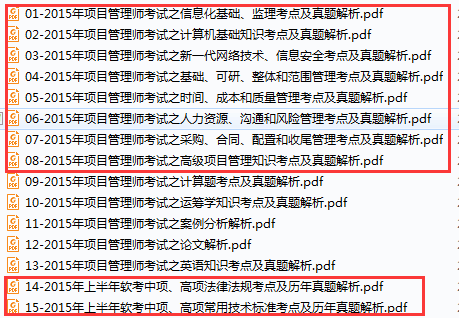 01-2015年项目管理师考试之信息化基础、监理考点及真题解析.pdf
02-2015年项目管理师考试之计算机基础知识考点及真题解析.pdf
03-2015年项目管理师考试之新一代网络技术、信息安全考点及真题解析.pdf
04-2015年项目管理师考试之基础、可研、整体和范围管理考点及真题解析.pdf
05-2015年项目管理师考试之时间、成本和质量管理考点及真题解析.pdf
06-2015年项目管理师考试之人力资源、沟通和风险管理考点及真题解析.pdf
07-2015年项目管理师考试之采购、合同、配置和收尾管理考点及真题解析.pdf
08-2015年项目管理师考试之高级项目管理知识考点及真题解析.pdf
09-2015年项目管理师考试之计算题考点及真题解析.pdf
10-2015年项目管理师考试之运筹学知识考点及真题解析.pdf
11-2015年项目管理师考试之案例分析解析.pdf
12-2015年项目管理师考试之论文解析.pdf
13-2015年项目管理师考试之英语知识考点及真题解析.pdf
14-2015年上半年软考中项、高项法律法规考点及历年真题解析.pdf
15-2015年上半年软考中项、高项常用技术标准考点及历年真题解析.pdf